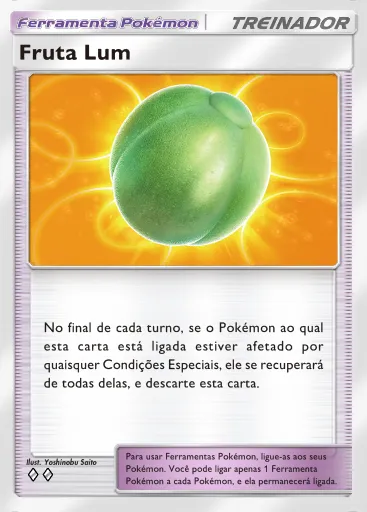 Ferramenta Pokémon
TREINADOR
Fruta Lum
No final de cada turno, se o Pokémon ao qual
esta carta está ligada estiver afetado por
quaisquer Condições Especiais, ele se recuperará
de todas delas, e descarte esta carta.
Ilust. Yoshinobu Saito
Para usar Ferramentas Pokémon, ligue-as aos seus
Pokémon. Você pode ligar apenas 1 Ferramenta
Pokémon a cada Pokémon, e ela permanecerá ligada.